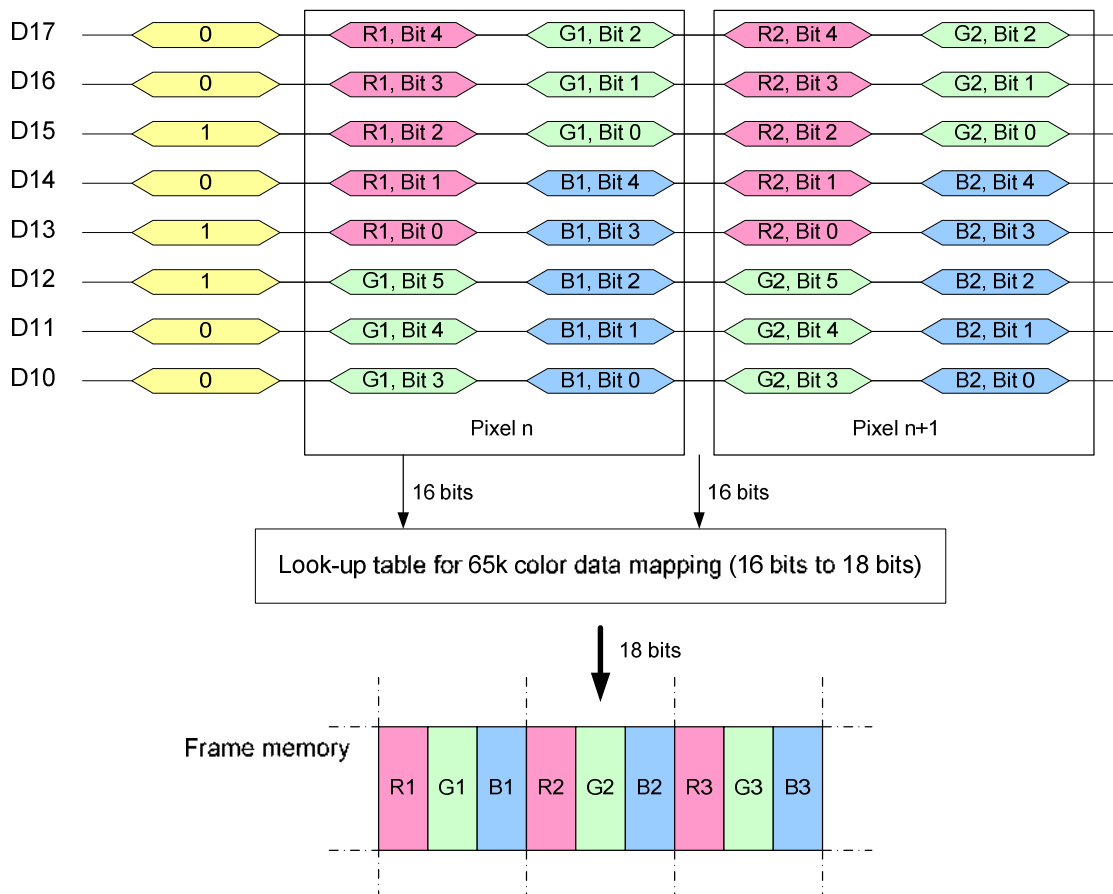 D17 0 R1, Bit 4 G1, Bit 2 R2, Bit 4 G2, Bit 2
D16 0 R1, Bit 3 G1, Bit 1 R2, Bit 3 G2, Bit 1
D15 1 R1, Bit 2 G1, Bit 0 R2, Bit 2 G2, Bit 0
D14 0 R1, Bit 1 B1, Bit 4 R2, Bit 1 B2, Bit 4
D13 1 R1, Bit 0 B1, Bit 3 R2, Bit 0 B2, Bit 3
D12 1 G1, Bit 5 B1, Bit 2 G2, Bit 5 B2, Bit 2
D11 0 G1, Bit 4 B1, Bit 1 G2, Bit 4 B2, Bit 1
D10 0 G1, Bit 3 B1, Bit 0 G2, Bit 3 B2, Bit 0
Pixel n Pixel n+1
16 bits 16 bits
Look-up table for 65k color data mapping (16 bits to 18 bits)
18 bits
Frame memory
R1 G1 B1 R2 G2 B2 R3 G3 B3